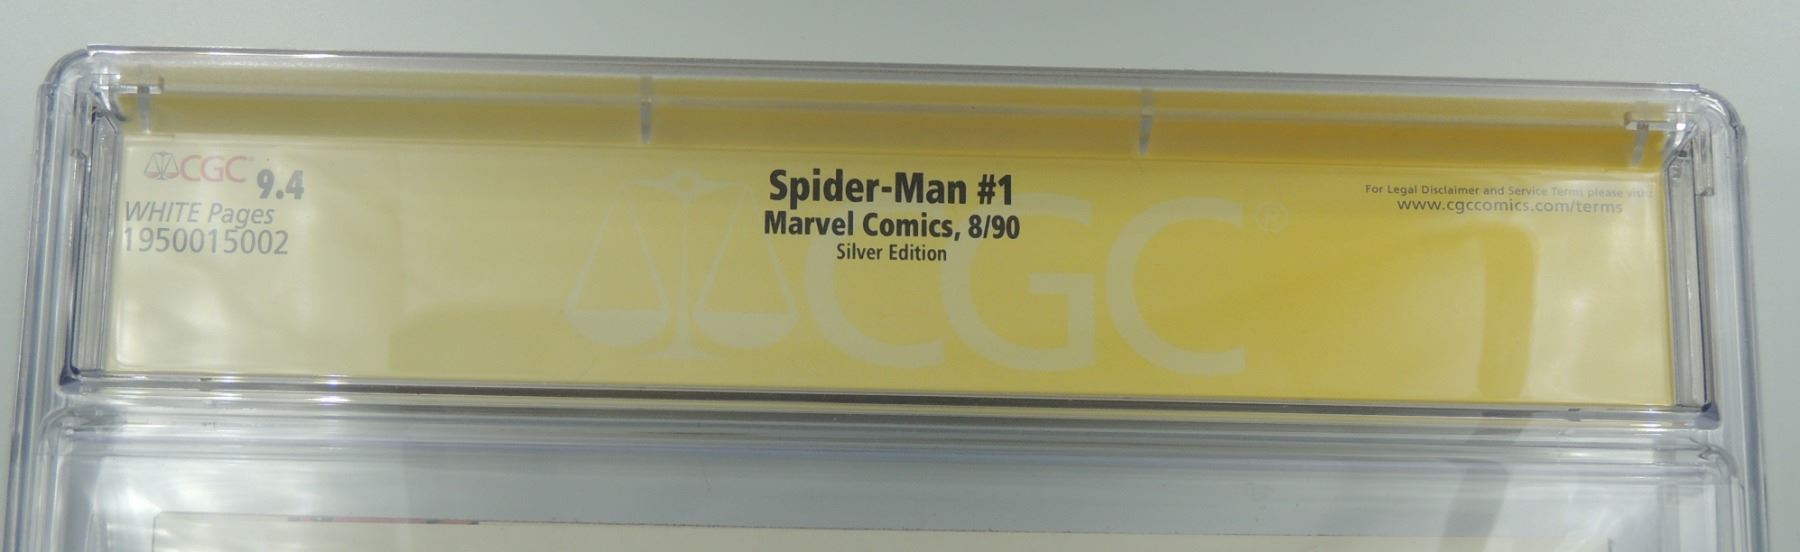 CGC 9.4
WHITE Pages
1950015002
Spider-Man #1
Marvel Comics, 8/90
Silver Edition
For Legal Disclaimer and Service Terms please visit:
www.cgccomics.com/terms
CGC®